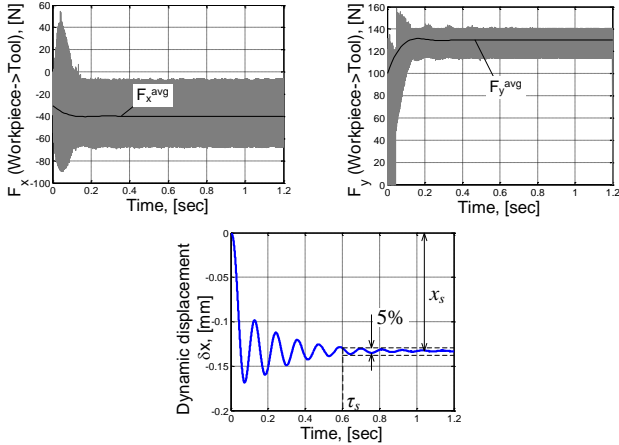 F_x (Workpiece->Tool), [N]
60
40
20
0
-20
-40
-60
-80
-100
F_x^avg
0 0.2 0.4 0.6 0.8 1 1.2
Time, [sec]
F_y (Workpiece->Tool), [N]
160
140
120
100
80
60
40
20
0
F_y^avg
0 0.2 0.4 0.6 0.8 1 1.2
Time, [sec]
Dynamic displacement
δx, [mm]
0
-0.05
-0.1
-0.15
-0.2
5%
x_s
τ_s
0 0.2 0.4 0.6 0.8 1 1.2
Time, [sec]